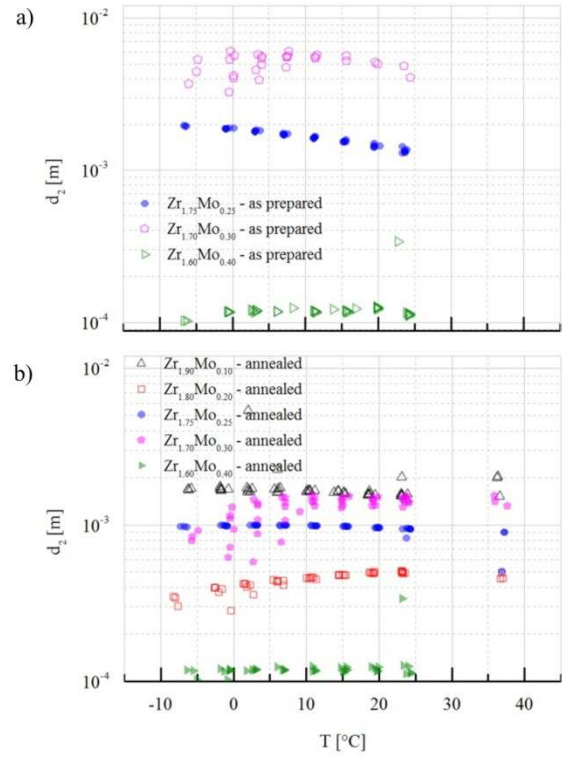 a)
10⁻²
10⁻³
10⁻⁴
d₂ [m]
Zr₁.₇₅Mo₀.₂₅ - as prepared
Zr₁.₇₀Mo₀.₃₀ - as prepared
Zr₁.₆₀Mo₀.₄₀ - as prepared
b)
10⁻²
10⁻³
10⁻⁴
d₂ [m]
Zr₁.₉₀Mo₀.₁₀ - annealed
Zr₁.₈₀Mo₀.₂₀ - annealed
Zr₁.₇₅Mo₀.₂₅ - annealed
Zr₁.₇₀Mo₀.₃₀ - annealed
Zr₁.₆₀Mo₀.₄₀ - annealed
-10 0 10 20 30 40
T [°C]